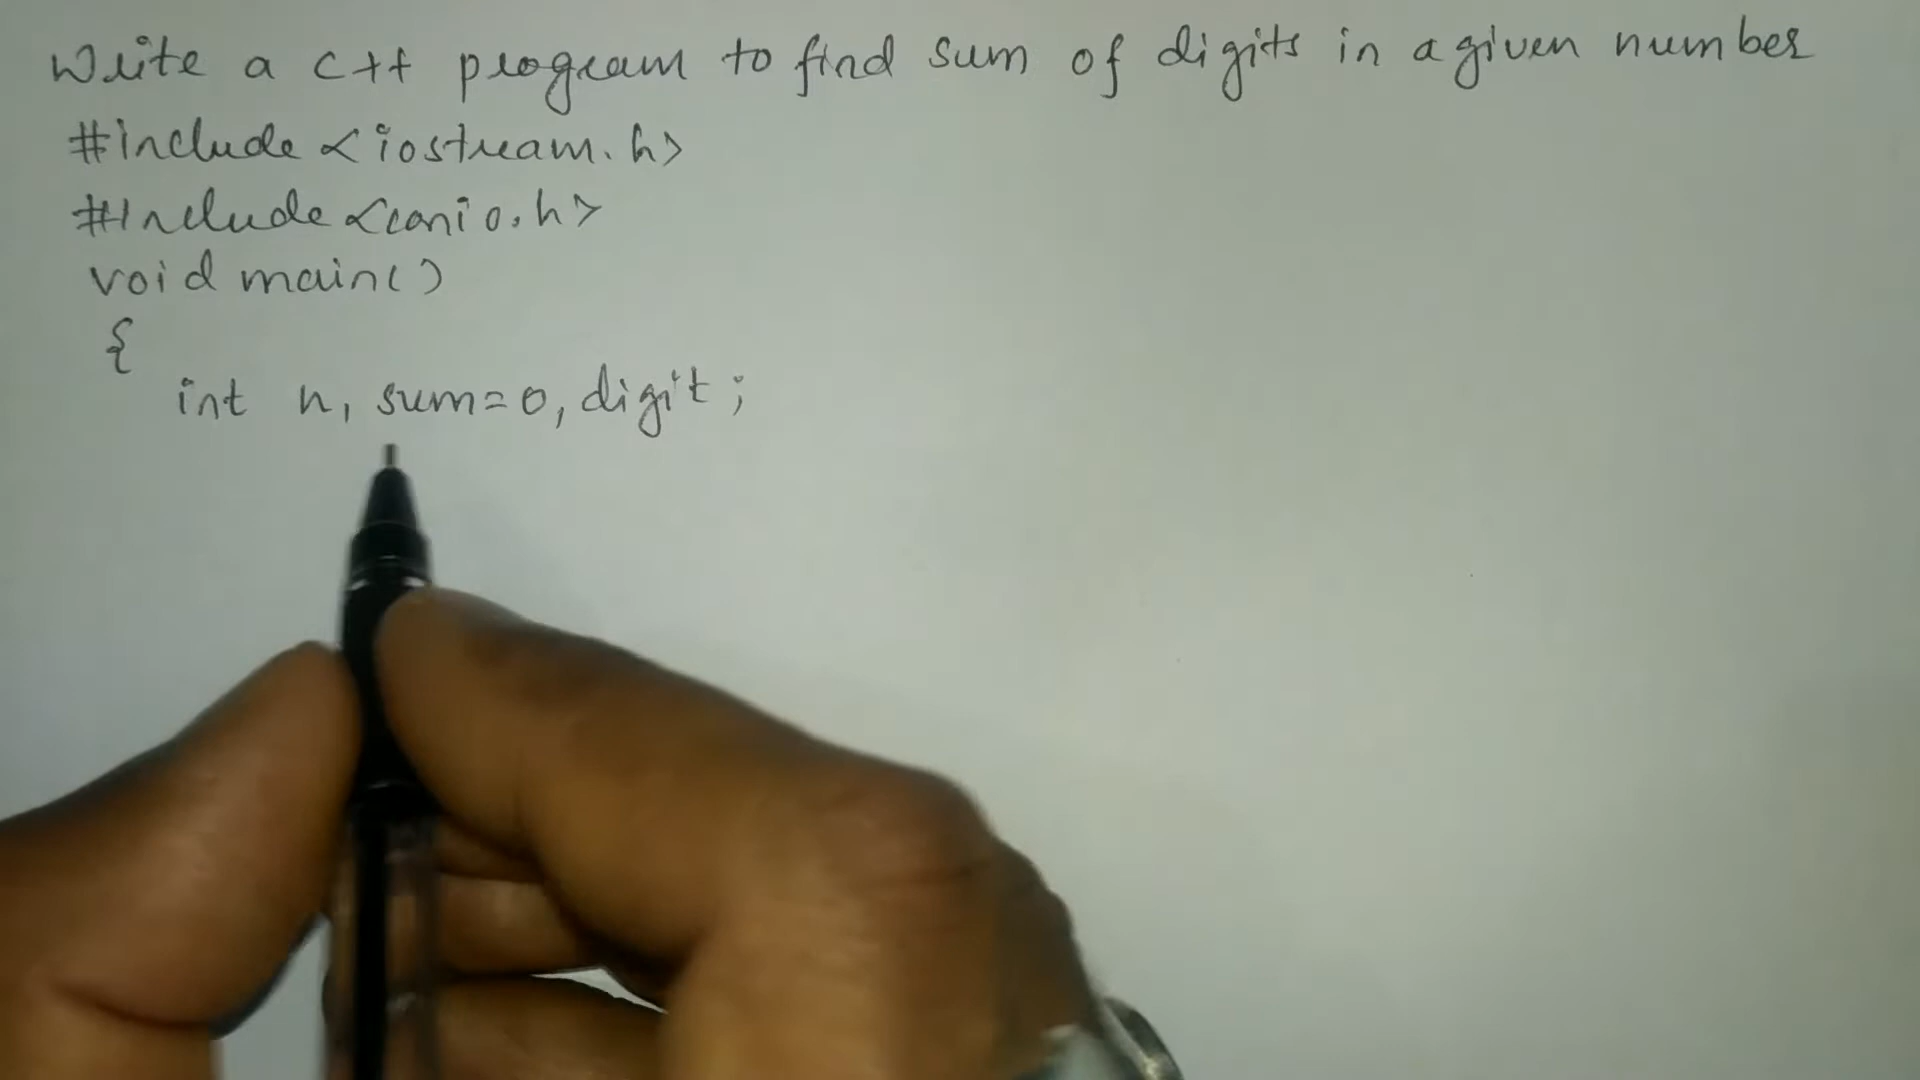 Write a c++ program to find sum of digits in a given number
#include <iostream.h>
#include <conio.h>
void main()
{
int n, sum=0, digit;